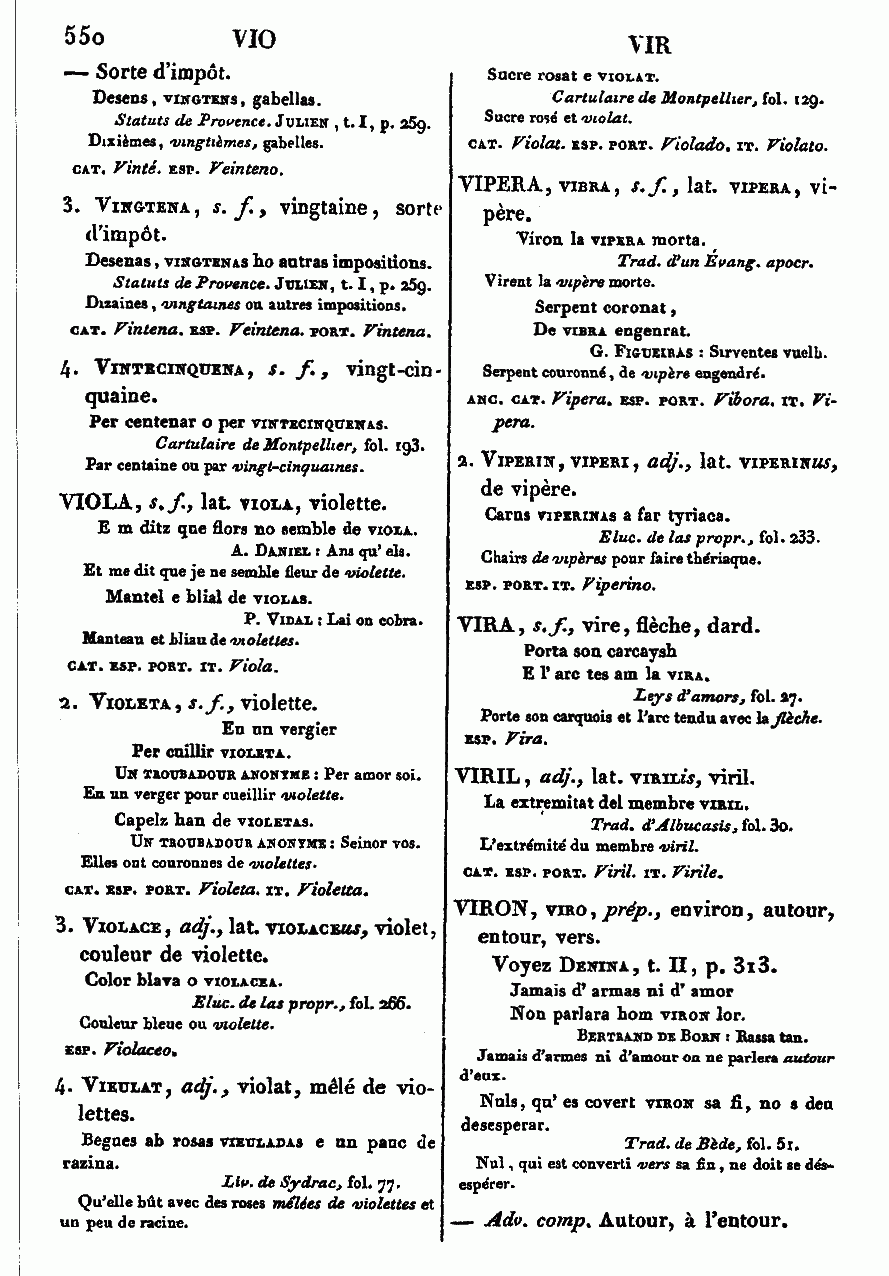 550 VIO VIR
— Sorte d'impôt.
Desens, VINGTENS, gabellas.
Statuts de Provence. JULIEN, t. I, p. 259.
Dixièmes, vingtièmes, gabelles.
CAT. Vinté. ESP. Veinteno.
3. VINGTENA, s. f., vingtaine, sorte
d'impôt.
Desenas, VINGTENAS ho autras impositions.
Statuts de Provence. JULIEN, t. I, p. 259.
Dizaines, vingtaines ou autres impositions.
CAT. Vintena. ESP. Veintena. PORT. Vintena.
4. VINTECINQUENA, s. f., vingt-cin-
quaine.
Per centenar o per VINTECINQUENAS.
Cartulaire de Montpellier, fol. 193.
Par centaine ou par vingt-cinquaines.
VIOLA, s. f., lat. VIOLA, violette.
E m ditz que flors no semble de VIOLA.
A. DANIEL : Ans qu' els.
Et me dit que je ne semble fleur de violette.
Mantel e blial de VIOLAS.
P. VIDAL : Lai on cobra.
Manteau et bliau de violettes.
CAT. ESP. PORT. IT. Viola.
2. VIOLETA, s. f., violette.
En un vergier
Per cuillir VIOLETA.
UN TROUBADOUR ANONYME : Per amor soi.
En un verger pour cueillir violette.
Capelz han de VIOLETAS.
UN TROUBADOUR ANONYME : Seinor vos.
Elles ont couronnes de violettes.
CAT. ESP. PORT. Violeta. IT. Violetta.
3. VIOLACE, adj., lat. VIOLACEus, violet,
couleur de violette.
Color blava o VIOLACEA.
Eluc. de las propr., fol. 266.
Couleur bleue ou violette.
ESP. Violaceo.
4. VIEULAT, adj., violat, mêlé de vio-
lettes.
Begues ab rosas VIEULADAS e un pauc de
razina.
Liv. de Sydrac, fol. 77.
Qu'elle bût avec des roses mêlées de violettes et
un peu de racine.
Sucre rosat e VIOLAT.
Cartulaire de Montpellier, fol. 129.
Sucre rosé et violat.
CAT. Violat. ESP. PORT. Violado. IT. Violato.
VIPERA, VIBRA, s. f., lat. VIPERA, vi-
père.
Viron la VIPERA morta.
Trad. d'un Évang. apocr.
Virent la vipère morte.
Serpent coronat,
De VIBRA engenrat.
G. FIGUEIRAS : Sirventes vuelh.
Serpent couronné, de vipère engendré.
ANC. CAT. Vipera. ESP. PORT. Vibora. IT. Vi-
pera.
2. VIPERIN, VIPERI, adj., lat. VIPERINus,
de vipère.
Carns VIPERINAS a far tyriaca.
Eluc. de las propr., fol. 233.
Chairs de vipères pour faire thériaque.
ESP. PORT. IT. Viperino.
VIRA, s. f., vire, flèche, dard.
Porta son carcaysh
E l' arc tes am la VIRA.
Leys d'amors, fol. 27.
Porte son carquois et l'arc tendu avec la flèche.
ESP. Vira.
VIRIL, adj., lat. VIRILis, viril.
La extremitat del membre VIRIL.
Trad. d'Albucasis, fol. 30.
L'extrémité du membre viril.
CAT. ESP. PORT. Viril. IT. Virile.
VIRON, VIRO, prép., environ, autour,
entour, vers.
Voyez DENINA, t. II, p. 313.
Jamais d' armas ni d' amor
Non parlara hom VIRON lor.
BERTRAND DE BORN : Rassa tan.
Jamais d'armes ni d'amour on ne parlera autour
d'eux.
Nuls, qu' es covert VIRON sa fi, no s deu
desesperar.
Trad. de Bède, fol. 51.
Nul, qui est converti vers sa fin, ne doit se dés-
espérer.
— Adv. comp. Autour, à l'entour.